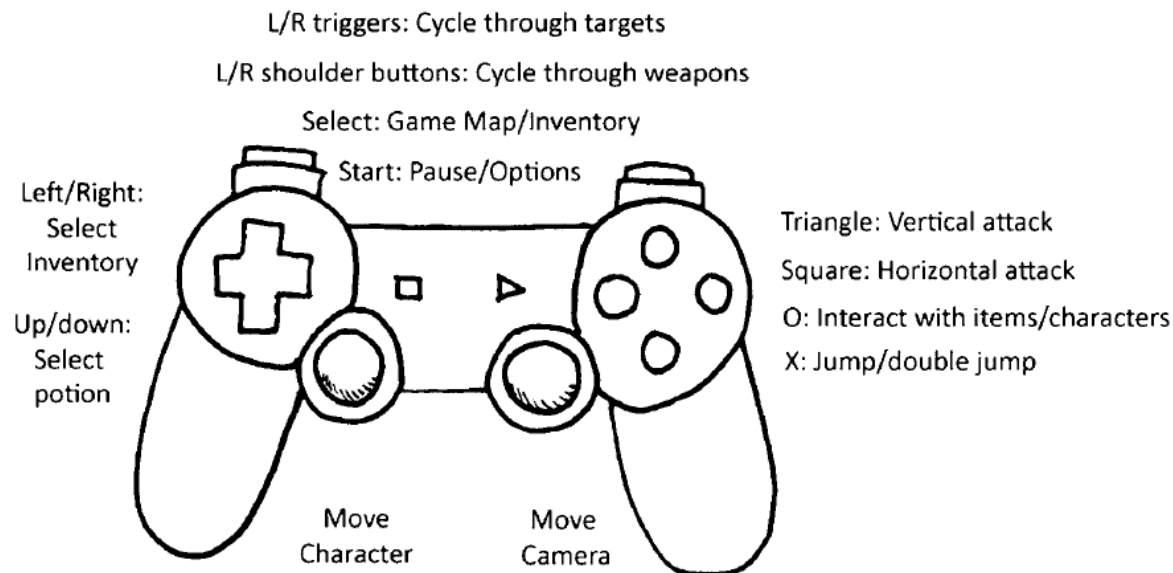 L/R triggers: Cycle through targets
L/R shoulder buttons: Cycle through weapons
Select: Game Map/Inventory
Start: Pause/Options
Left/Right:
Select
Inventory
Up/down:
Select
potion
Triangle: Vertical attack
Square: Horizontal attack
O: Interact with items/characters
X: Jump/double jump
Move
Character
Move
Camera